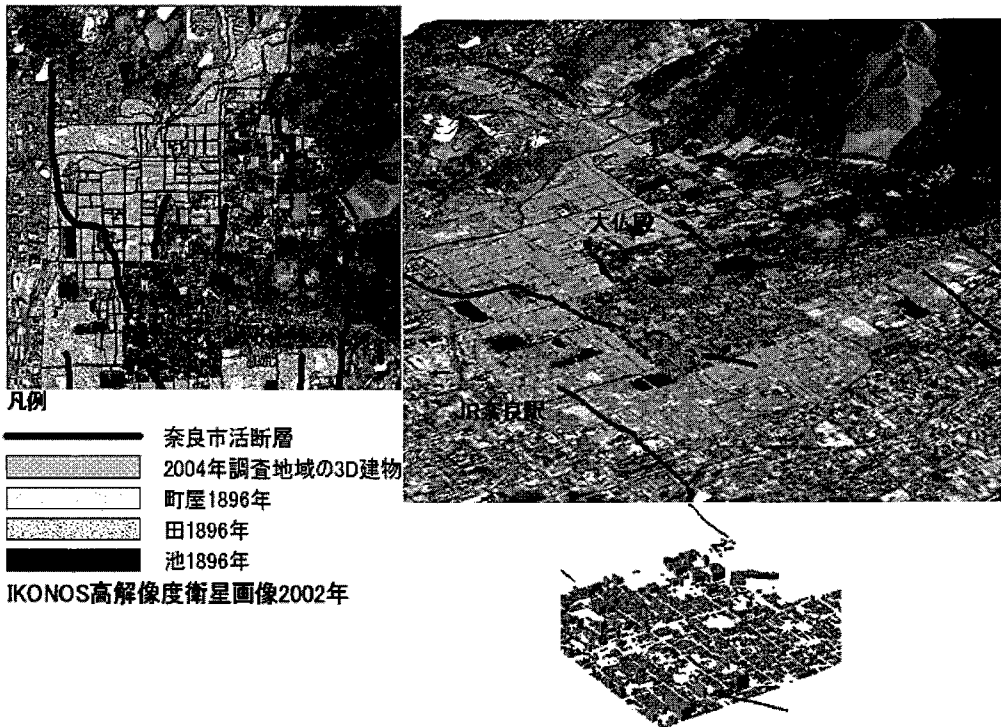 大仏殿
JR奈良駅
凡例
奈良市活断層
2004年調査地域の3D建物
町屋1896年
田1896年
池1896年
IKONOS高解像度衛星画像2002年